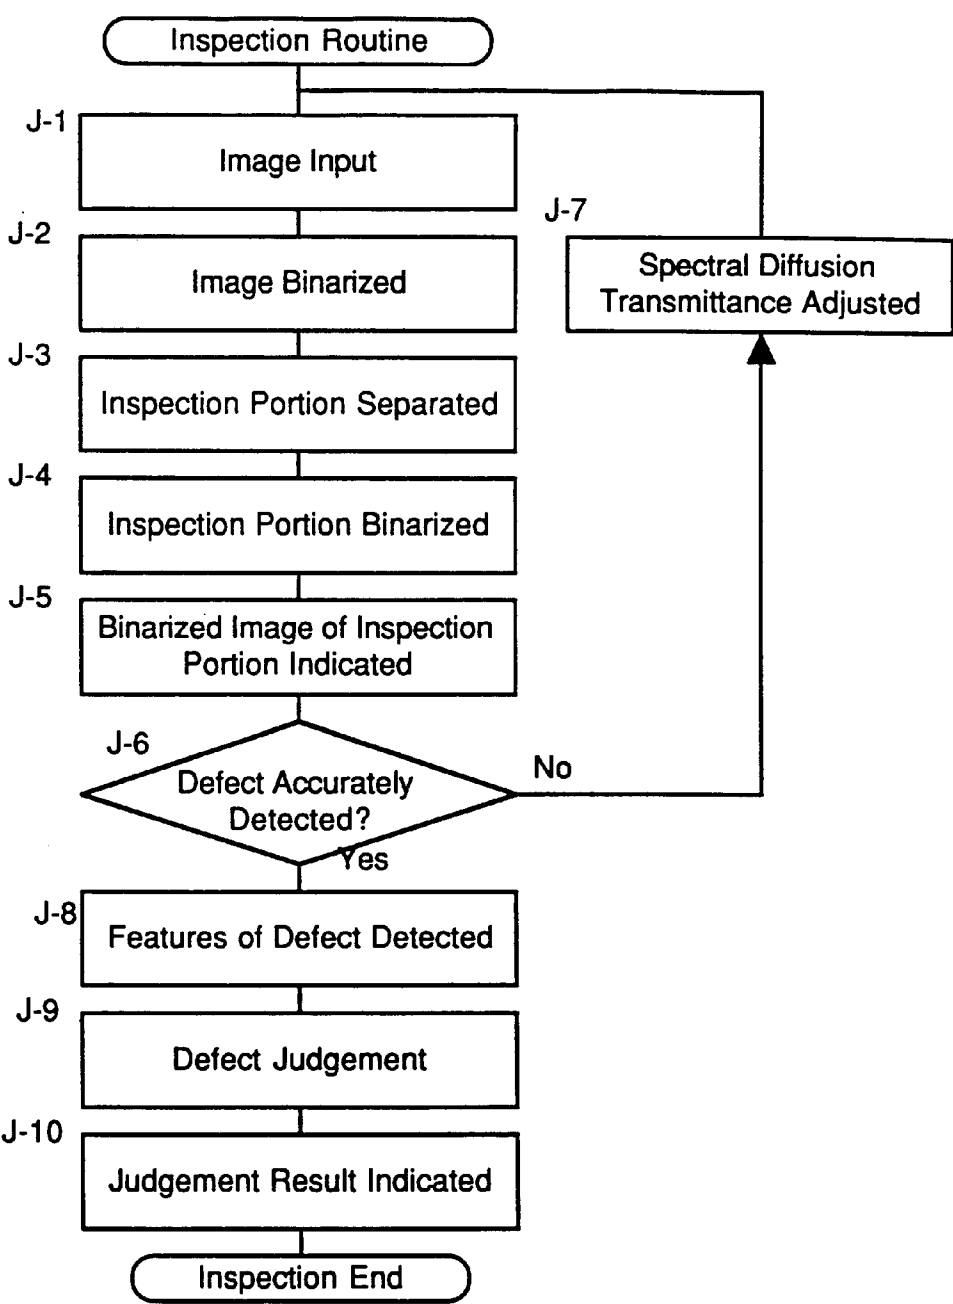 Inspection Routine
J-1
Image Input
J-2
Image Binarized
J-3
Inspection Portion Separated
J-4
Inspection Portion Binarized
J-5
Binarized Image of Inspection
Portion Indicated
J-6
Defect Accurately
Detected?
No
Yes
J-7
Spectral Diffusion
Transmittance Adjusted
J-8
Features of Defect Detected
J-9
Defect Judgement
J-10
Judgement Result Indicated
Inspection End